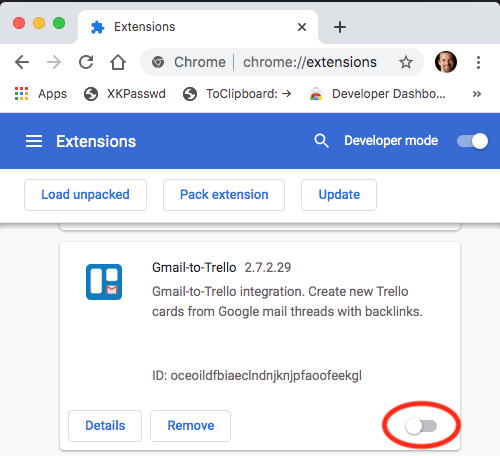 Extensions
Chrome chrome://extensions
Apps XKPasswd ToClipboard: → Developer Dashbo... »
Extensions Developer mode
Load unpacked Pack extension Update
Gmail-to-Trello 2.7.2.29
Gmail-to-Trello integration. Create new Trello
cards from Google mail threads with backlinks.
ID: oceoildfbiaeclndnjknjpfaoofeekgl
Details Remove